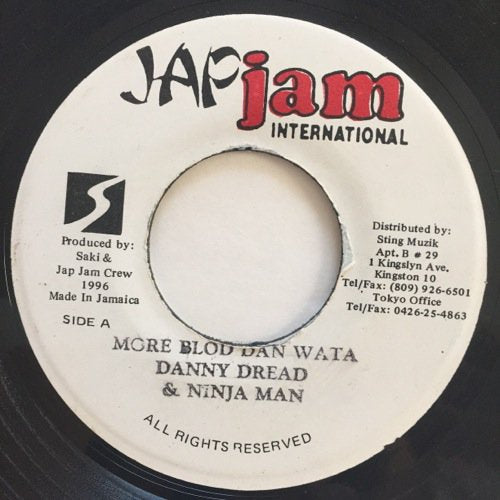 JAP jam
INTERNATIONAL
Produced by:
Saki &
Jap Jam Crew
1996
Made In Jamaica
SIDE A
Distributed by:
Sting Muzik
Apt. B # 29
1 Kingslyn Ave.
Kingston 10
Tel/Fax: (809) 926-6501
Tokyo Office
Tel/Fax: 0426-25-4863
MORE BLOD DAN WATA
DANNY DREAD
& NINJA MAN
ALL RIGHTS RESERVED